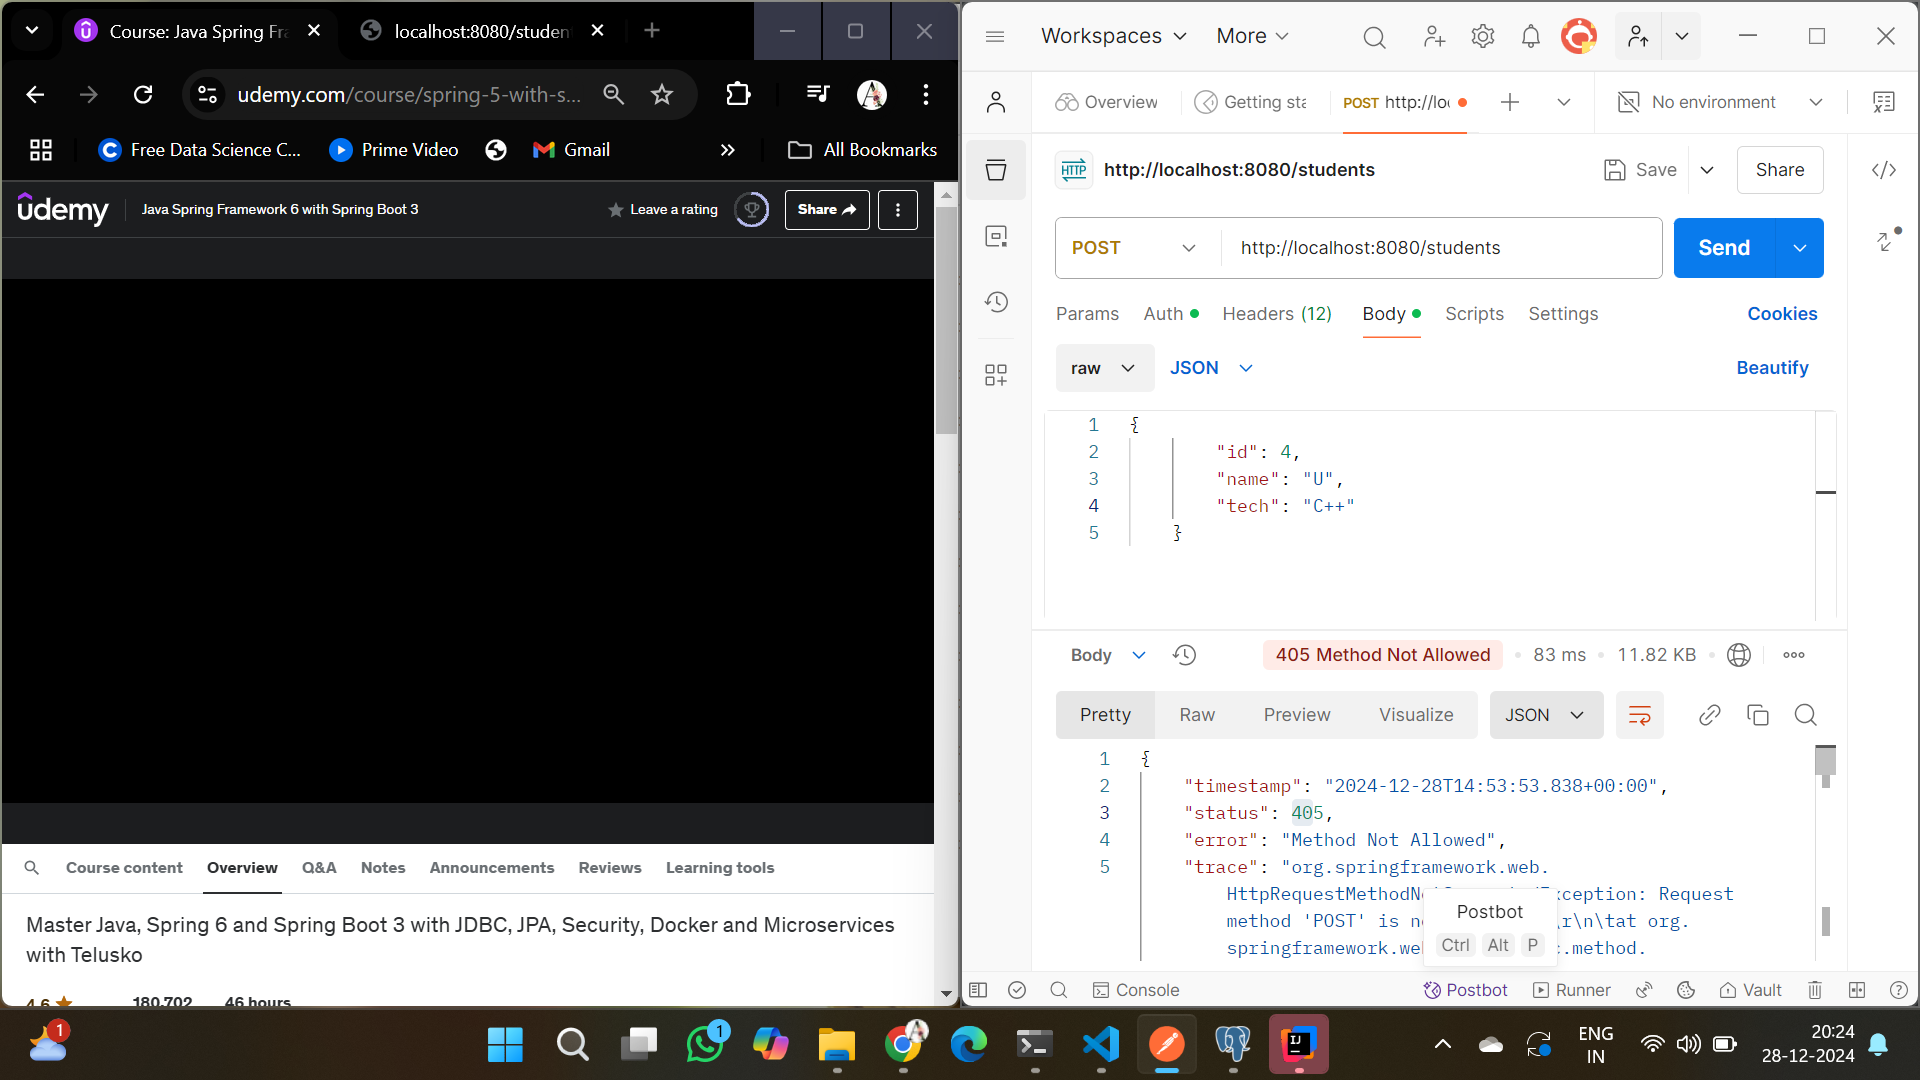 Course: Java Spring Fra
localhost:8080/studen
udemy.com/course/spring-5-with-s...
Free Data Science C...
Prime Video
Gmail
All Bookmarks
udemy
Java Spring Framework 6 with Spring Boot 3
Leave a rating
Share
Course content
Overview
Q&A
Notes
Announcements
Reviews
Learning tools
Master Java, Spring 6 and Spring Boot 3 with JDBC, JPA, Security, Docker and Microservices
with Telusko
4.6
180,702
46 hours
Workspaces
More
Overview
Getting sta
POST http://loc
No environment
HTTP
http://localhost:8080/students
Save
Share
POST
http://localhost:8080/students
Send
Params
Auth
Headers (12)
Body
Scripts
Settings
Cookies
raw
JSON
Beautify
1 {
2 "id": 4,
3 "name": "U",
4 "tech": "C++"
5 }
Body
405 Method Not Allowed
83 ms
11.82 KB
Pretty
Raw
Preview
Visualize
JSON
1 {
2 "timestamp": "2024-12-28T14:53:53.838+00:00",
3 "status": 405,
4 "error": "Method Not Allowed",
5 "trace": "org.springframework.web.
Request
method 'POST' is \r\n\tat org.
.method.
Postbot
Ctrl Alt P
Console
Postbot
Runner
Vault
1
1
IJ
ENG
IN
20:24
28-12-2024